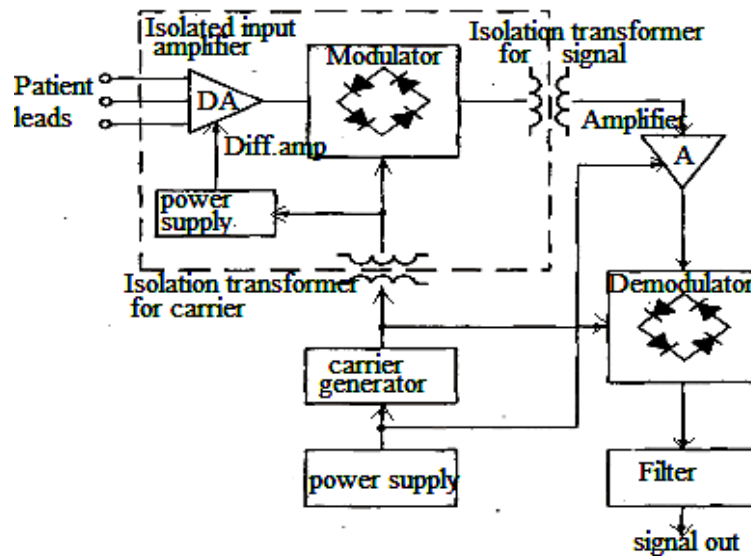 Isolated input
amplifier
Modulator
Isolation transformer
for signal
Patient
leads
DA
Diff.amp
Amplifier
A
power
supply
Isolation transformer
for carrier
Demodulator
carrier
generator
power supply
Filter
signal out